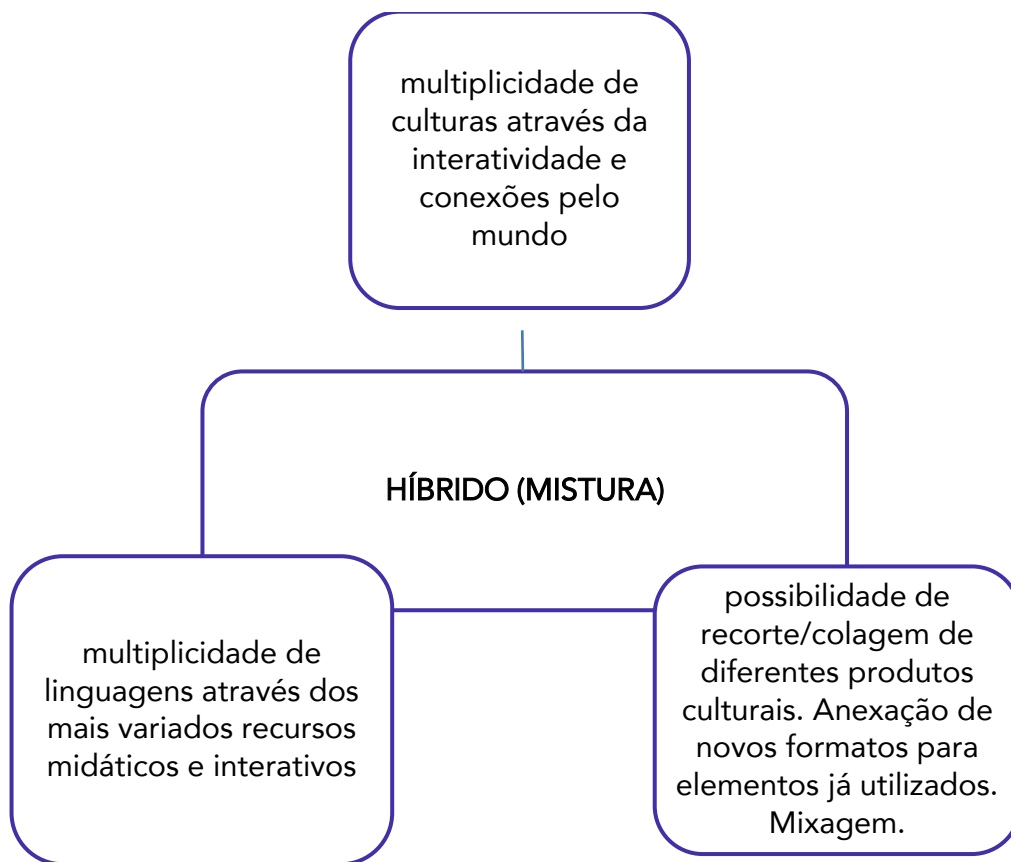 multiplicidade de
culturas através da
interatividade e
conexões pelo
mundo
HÍBRIDO (MISTURA)
multiplicidade de
linguagens através dos
mais variados recursos
midáticos e interativos
possibilidade de
recorte/colagem de
diferentes produtos
culturais. Anexação de
novos formatos para
elementos já utilizados.
Mixagem.